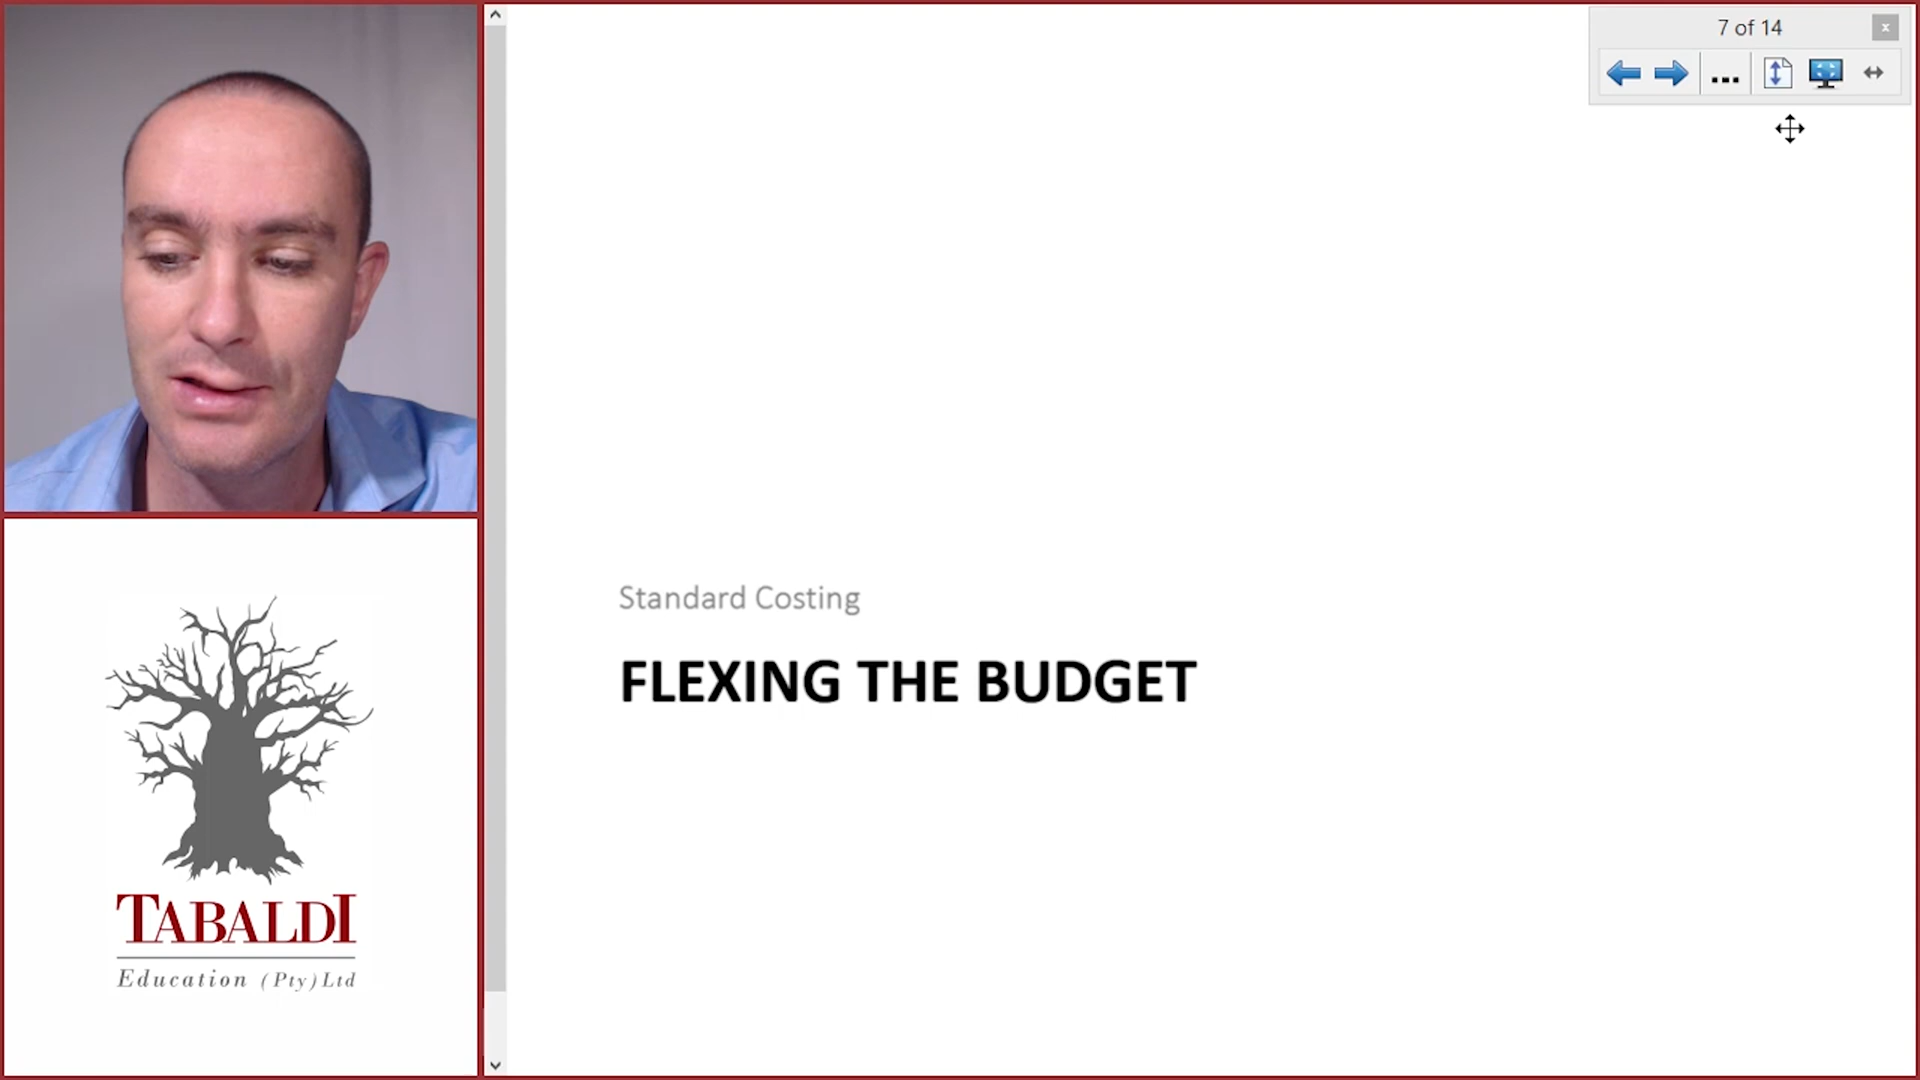 7 of 14
x
...
Standard Costing
FLEXING THE BUDGET
TABALDI
Education (Pty) Ltd